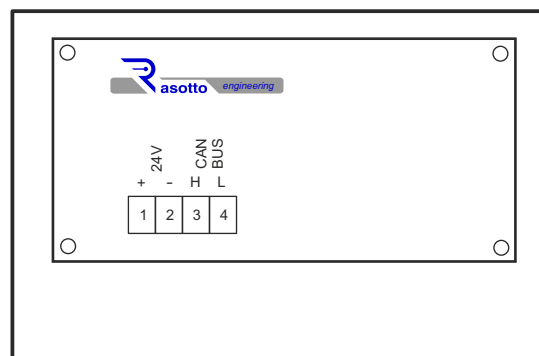 Rasotto engineering
24V
CAN
BUS
+ - H L
1 2 3 4